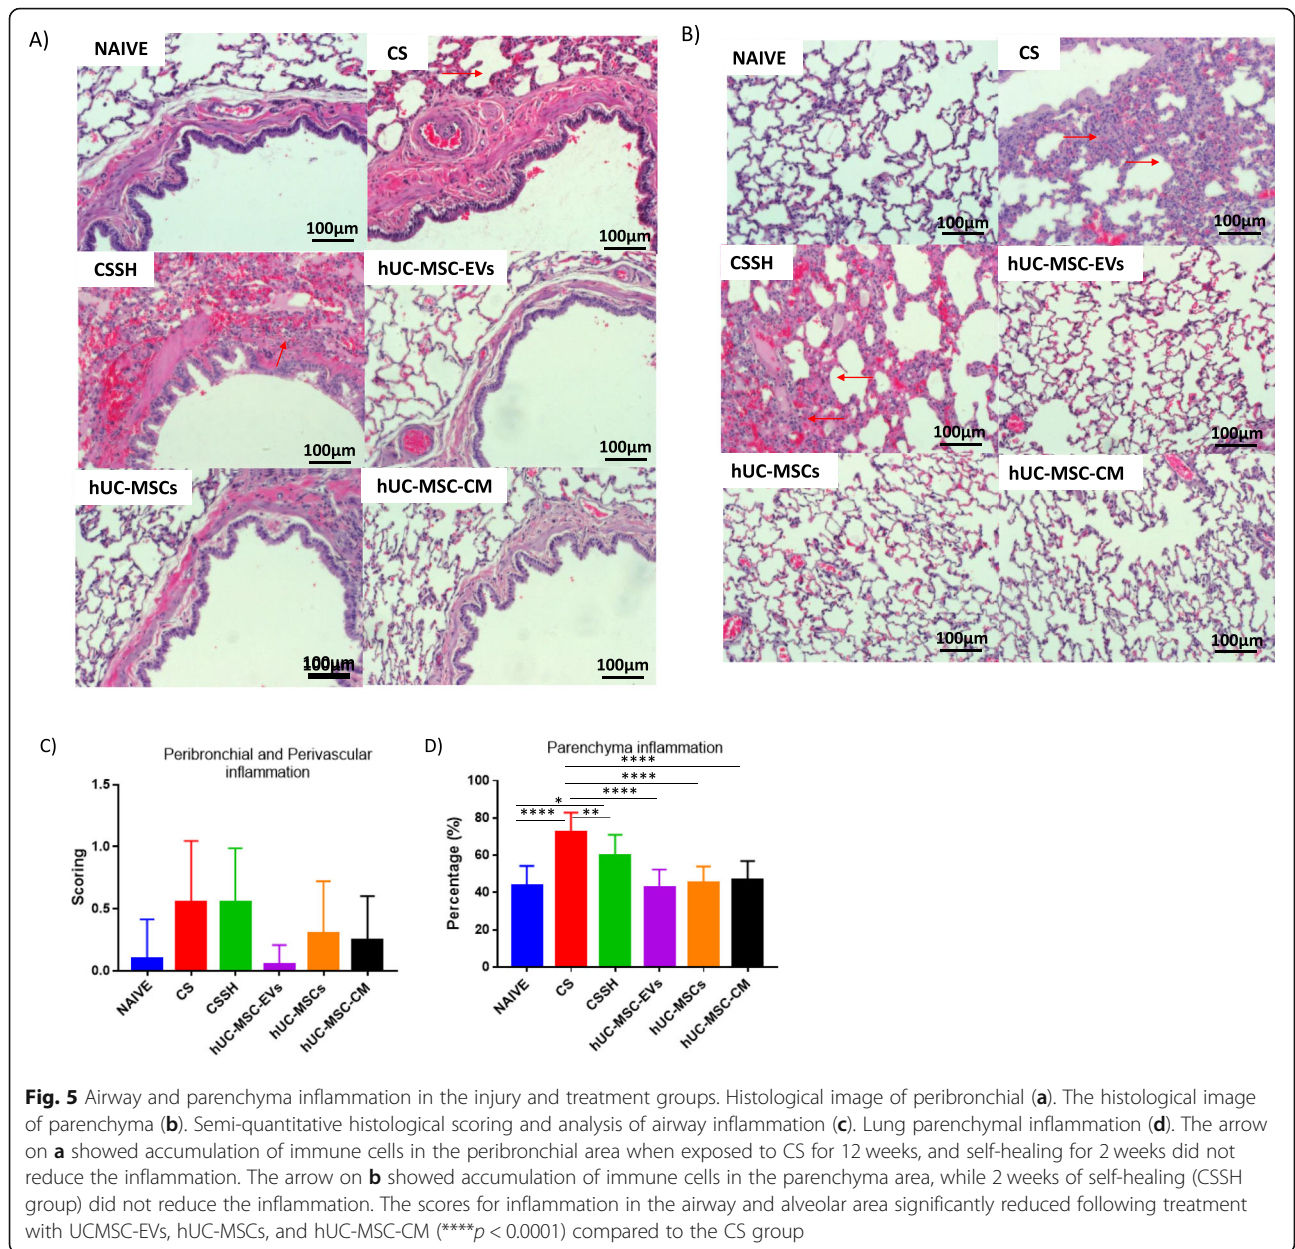 A)
NAIVE
CS
100µm
100µm
CSSH
hUC-MSC-EVs
100µm
100µm
hUC-MSCs
hUC-MSC-CM
100µm
100µm
B)
NAIVE
CS
100µm
100µm
CSSH
hUC-MSC-EVs
100µm
100µm
hUC-MSCs
hUC-MSC-CM
100µm
100µm
C)
Peribronchial and Perivascular
inflammation
Scoring
1.5
1.0
0.5
0.0
NAIVE
CS
CSSH
hUC-MSC-EVs
hUC-MSCs
hUC-MSC-CM
D)
Parenchyma inflammation
****
****
****
*
**** **
Percentage (%)
100
80
60
40
20
0
NAIVE
CS
CSSH
hUC-MSC-EVs
hUC-MSCs
hUC-MSC-CM
Fig. 5 Airway and parenchyma inflammation in the injury and treatment groups. Histological image of peribronchial (a). The histological image
of parenchyma (b). Semi-quantitative histological scoring and analysis of airway inflammation (c). Lung parenchymal inflammation (d). The arrow
on a showed accumulation of immune cells in the peribronchial area when exposed to CS for 12 weeks, and self-healing for 2 weeks did not
reduce the inflammation. The arrow on b showed accumulation of immune cells in the parenchyma area, while 2 weeks of self-healing (CSSH
group) did not reduce the inflammation. The scores for inflammation in the airway and alveolar area significantly reduced following treatment
with UCMSC-EVs, hUC-MSCs, and hUC-MSC-CM (****p < 0.0001) compared to the CS group